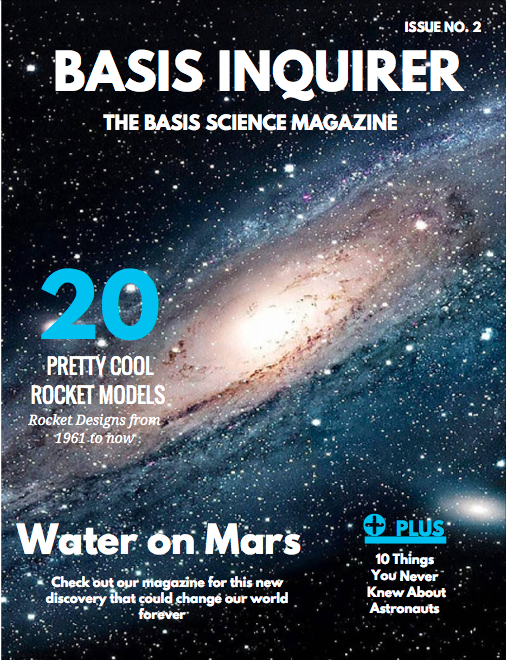 ISSUE NO. 2
BASIS INQUIRER
THE BASIS SCIENCE MAGAZINE
20
PRETTY COOL
ROCKET MODELS
Rocket Designs from
1961 to now
Water on Mars
Check out our magazine for this new
discovery that could change our world
forever
PLUS
10 Things
You Never
Knew About
Astronauts